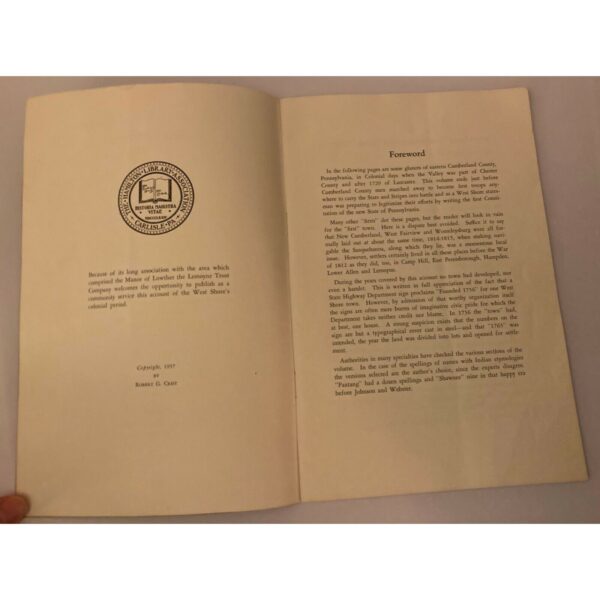 THE HAMILTON LIBRARY ASSOCIATION
CARLISLE, PA.
HISTORIA MAGISTRA
VITAE
Because of its long association with the area which
comprised the Manor of Lowther the Lemoyne Trust
Company welcomes the opportunity to publish as a
community service this account of the West Shore's
colonial period.
Copyright, 1957
BY
ROBERT G. CRIST
Foreword
In the following pages are some gleams of eastern Cumberland County,
Pennsylvania, in Colonial days when the Valley was part of Chester
County and after 1729 of Lancaster. This volume ends just before
Cumberland County men marched away to become first troops any-
where to carry the Stars and Stripes into battle and as a West Shore states-
man was preparing to legitimize their efforts by writing the first Consti-
tution of the new State of Pennsylvania.
Many other "firsts" dot these pages, but the reader will look in vain
for the "first" town. Here is a dispute best avoided. Suffice it to say
that New Cumberland, West Fairview and Wormleysburg were all for-
mally laid out at about the same time, 1814-1815, when making navi-
gable the Susquehanna, along which they lie, was a momentous local
issue. However, settlers certainly lived in all these places before the War
of 1812 as they did, too, in Camp Hill, East Pennsborough, Hampden,
Lower Allen and Lemoyne.
During the years covered by this account no town had developed, nor
even a hamlet. This is written in full appreciation of the fact that a
State Highway Department sign proclaims "Founded 1756" for one West
Shore town. However, by admission of that worthy organization itself
the signs are often mere burnt offerings of imaginative civic pride for which the
Department takes neither credit nor blame. In 1756 the "town" had,
at best, one house. A strong suspicion exists that the numbers on the
sign are but a typographical error cast in steel—and that "1765" was
intended, the year the land was divided into lots and opened for settle-
ment.
Authorities in many specialties have checked the various sections of the
volume. In the case of the spellings of names with Indian etymologies
the versions selected are the author's choice, since the experts disagree.
"Paxtang" had a dozen spellings and "Shawnee" nine in that happy era
before Johnson and Webster.